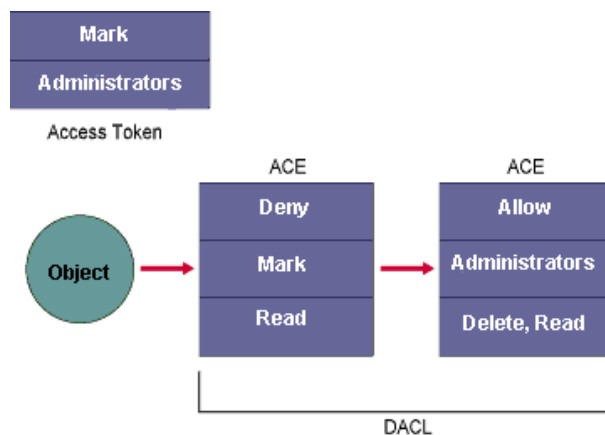 Mark
Administrators
Access Token
ACE
ACE
Deny
Allow
Object
Mark
Administrators
Read
Delete, Read
DACL